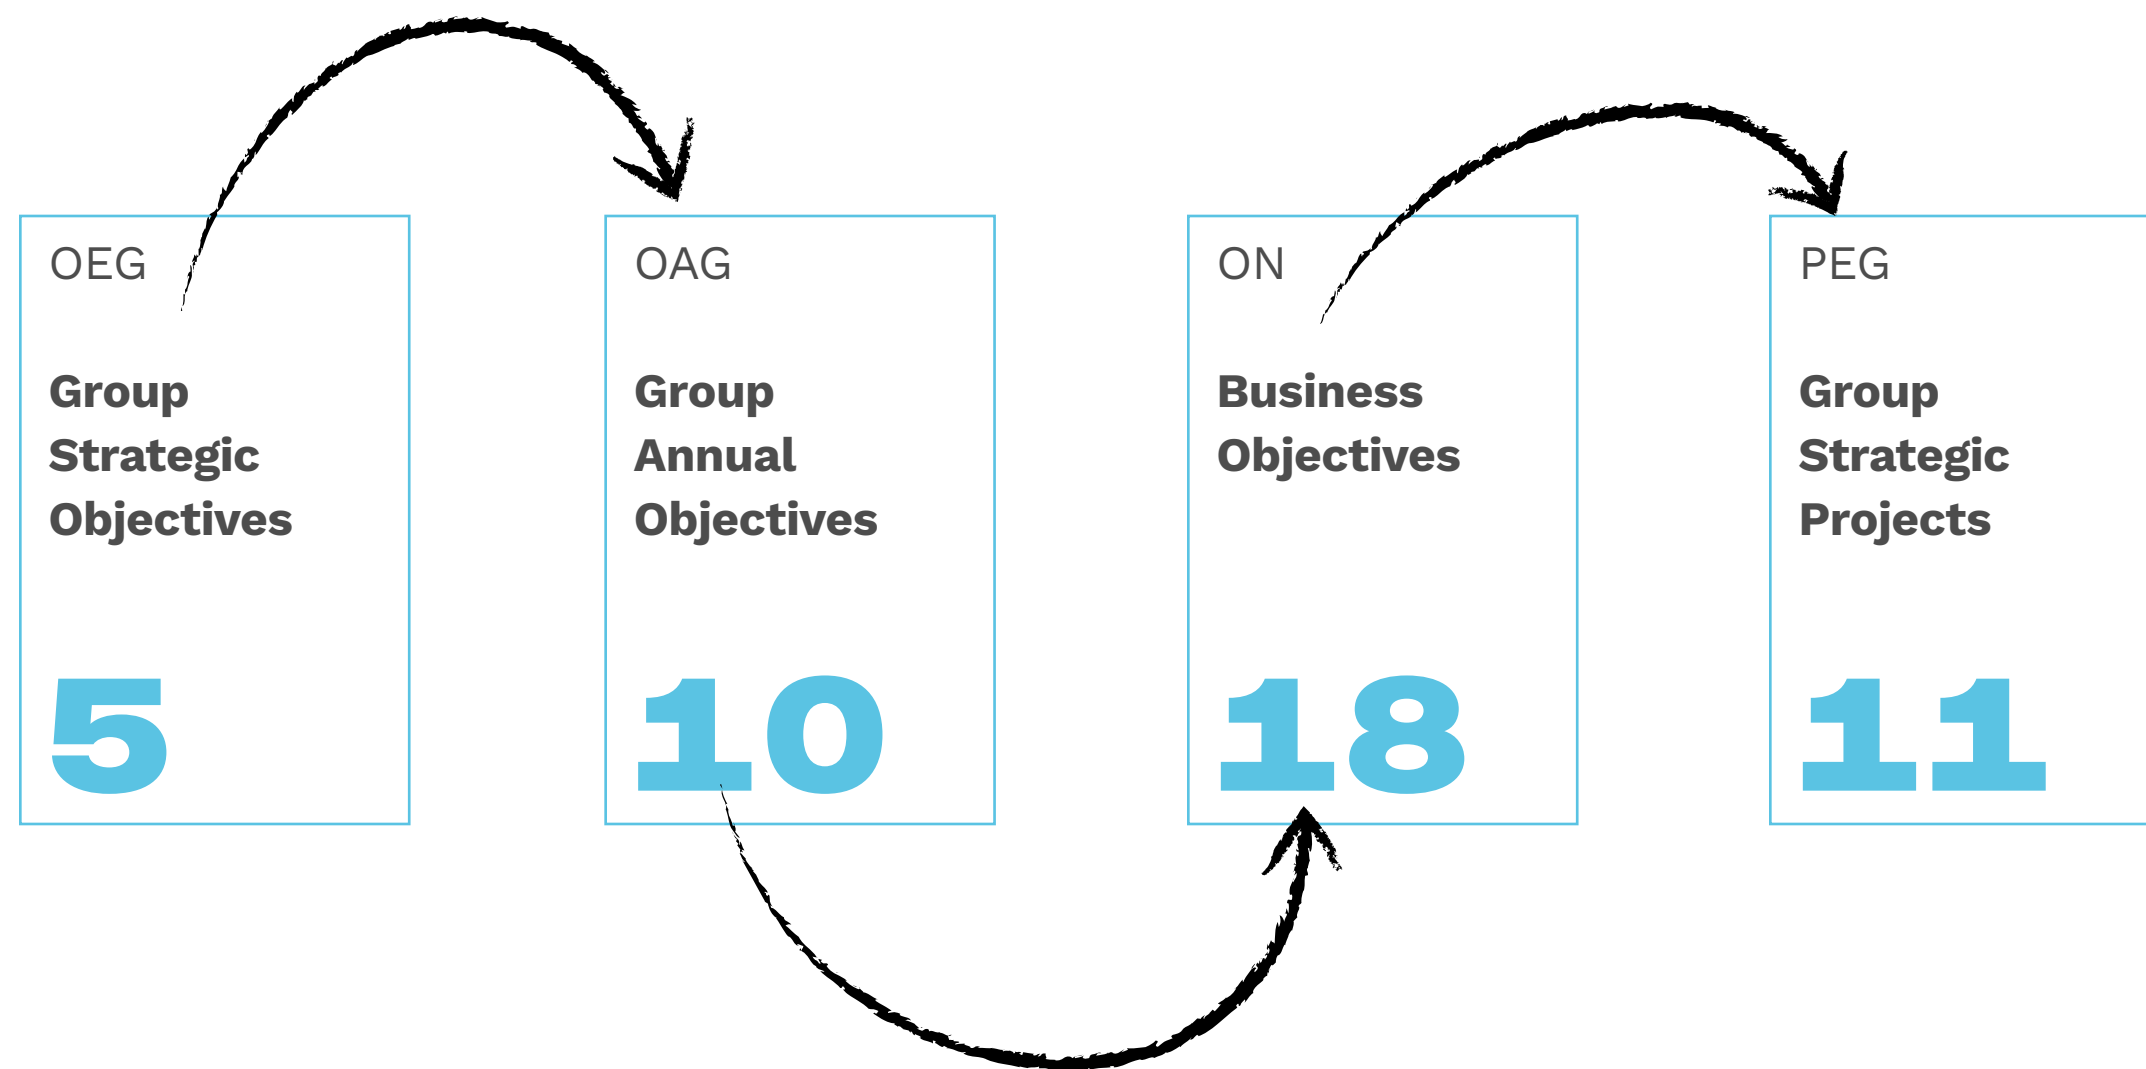 OEG
Group
Strategic
Objectives
5
OAG
Group
Annual
Objectives
10
ON
Business
Objectives
18
PEG
Group
Strategic
Projects
11